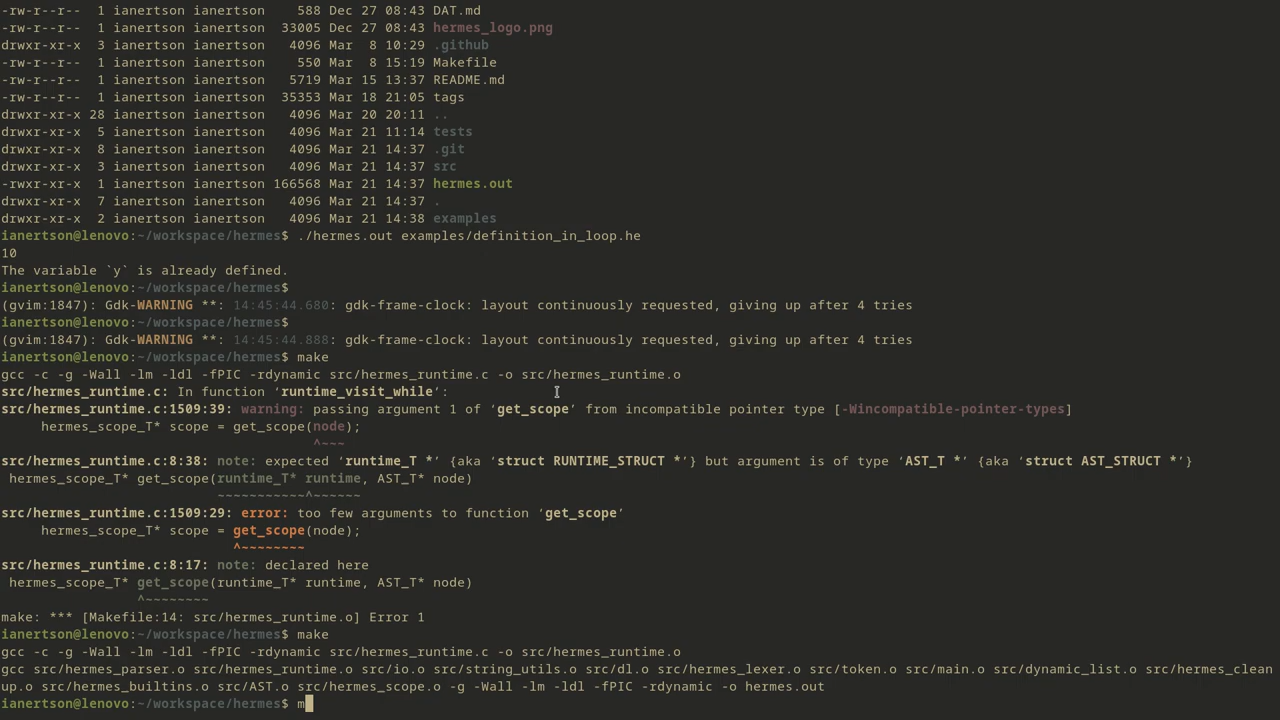 -rw-r--r--  1 ianertson ianertson    588 Dec 27 08:43 DAT.md
-rw-r--r--  1 ianertson ianertson  33005 Dec 27 08:43 hermes_logo.png
drwxr-xr-x  3 ianertson ianertson   4096 Mar  8 10:29 .github
-rw-r--r--  1 ianertson ianertson    550 Mar  8 15:19 Makefile
-rw-r--r--  1 ianertson ianertson   5719 Mar 15 13:37 README.md
-rw-r--r--  1 ianertson ianertson  35353 Mar 18 21:05 tags
drwxr-xr-x 28 ianertson ianertson   4096 Mar 20 20:11 ..
drwxr-xr-x  5 ianertson ianertson   4096 Mar 21 11:14 tests
drwxr-xr-x  8 ianertson ianertson   4096 Mar 21 14:37 .git
drwxr-xr-x  3 ianertson ianertson   4096 Mar 21 14:37 src
-rwxr-xr-x  1 ianertson ianertson 166568 Mar 21 14:37 hermes.out
drwxr-xr-x  7 ianertson ianertson   4096 Mar 21 14:37 .
drwxr-xr-x  2 ianertson ianertson   4096 Mar 21 14:38 examples
ianertson@lenovo:~/workspace/hermes$ ./hermes.out examples/definition_in_loop.he
10
The variable `y` is already defined.
ianertson@lenovo:~/workspace/hermes$
(gvim:1847): Gdk-WARNING **: 14:45:44.680: gdk-frame-clock: layout continuously requested, giving up after 4 tries
ianertson@lenovo:~/workspace/hermes$
(gvim:1847): Gdk-WARNING **: 14:45:44.888: gdk-frame-clock: layout continuously requested, giving up after 4 tries
ianertson@lenovo:~/workspace/hermes$ make
gcc -c -g -Wall -lm -ldl -fPIC -rdynamic src/hermes_runtime.c -o src/hermes_runtime.o
src/hermes_runtime.c: In function ‘runtime_visit_while’:
src/hermes_runtime.c:1509:39: warning: passing argument 1 of ‘get_scope’ from incompatible pointer type [-Wincompatible-pointer-types]
     hermes_scope_T* scope = get_scope(node);
                                       ^~~~
src/hermes_runtime.c:8:38: note: expected ‘runtime_T *’ {aka ‘struct RUNTIME_STRUCT *’} but argument is of type ‘AST_T *’ {aka ‘struct AST_STRUCT *’}
 hermes_scope_T* get_scope(runtime_T* runtime, AST_T* node)
                           ~~~~~~~~~~~^~~~~~~
src/hermes_runtime.c:1509:29: error: too few arguments to function ‘get_scope’
     hermes_scope_T* scope = get_scope(node);
                             ^~~~~~~~~
src/hermes_runtime.c:8:17: note: declared here
 hermes_scope_T* get_scope(runtime_T* runtime, AST_T* node)
                 ^~~~~~~~~
make: *** [Makefile:14: src/hermes_runtime.o] Error 1
ianertson@lenovo:~/workspace/hermes$ make
gcc -c -g -Wall -lm -ldl -fPIC -rdynamic src/hermes_runtime.c -o src/hermes_runtime.o
gcc src/hermes_parser.o src/hermes_runtime.o src/io.o src/string_utils.o src/dl.o src/hermes_lexer.o src/token.o src/main.o src/dynamic_list.o src/hermes_clean
up.o src/hermes_builtins.o src/AST.o src/hermes_scope.o -g -Wall -lm -ldl -fPIC -rdynamic -o hermes.out
ianertson@lenovo:~/workspace/hermes$ m